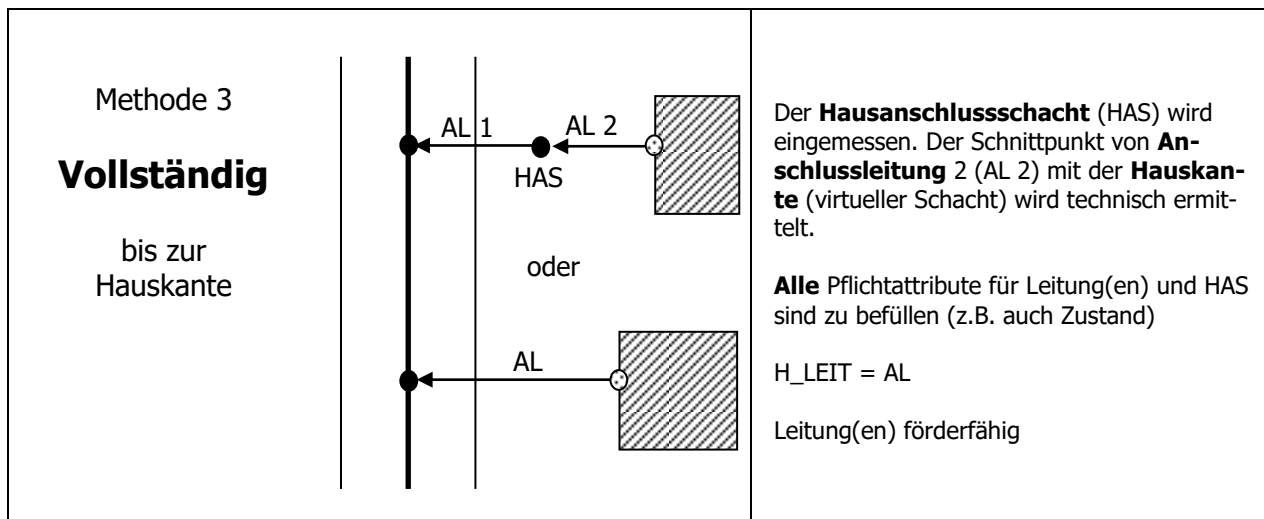 Methode 3
Vollständig
bis zur
Hauskante
AL 1
AL 2
HAS
oder
AL
Der Hausanschlussschacht (HAS) wird
eingemessen. Der Schnittpunkt von An-
schlussleitung 2 (AL 2) mit der Hauskan-
te (virtueller Schacht) wird technisch ermit-
telt.
Alle Pflichtattribute für Leitung(en) und HAS
sind zu befüllen (z.B. auch Zustand)
H_LEIT = AL
Leitung(en) förderfähig